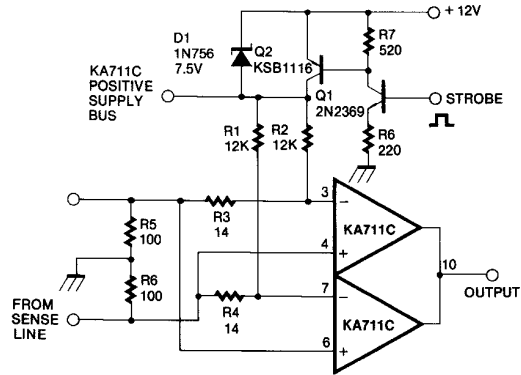 + 12V
D1
1N756
7.5V
Q2
KSB1116
R7
520
KA711C
POSITIVE
SUPPLY
BUS
Q1
2N2369
STROBE
R1
12K
R2
12K
R6
220
R3
14
3
−
KA711C
4
+
R5
100
R6
100
10
OUTPUT
FROM
SENSE
LINE
R4
14
7
−
KA711C
6
+